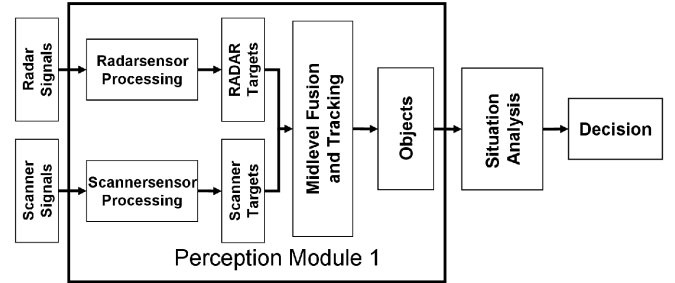 Radar
Signals
Radarsensor
Processing
RADAR
Targets
Scanner
Signals
Scannersensor
Processing
Scanner
Targets
Midlevel Fusion
and Tracking
Objects
Situation
Analysis
Decision
Perception Module 1